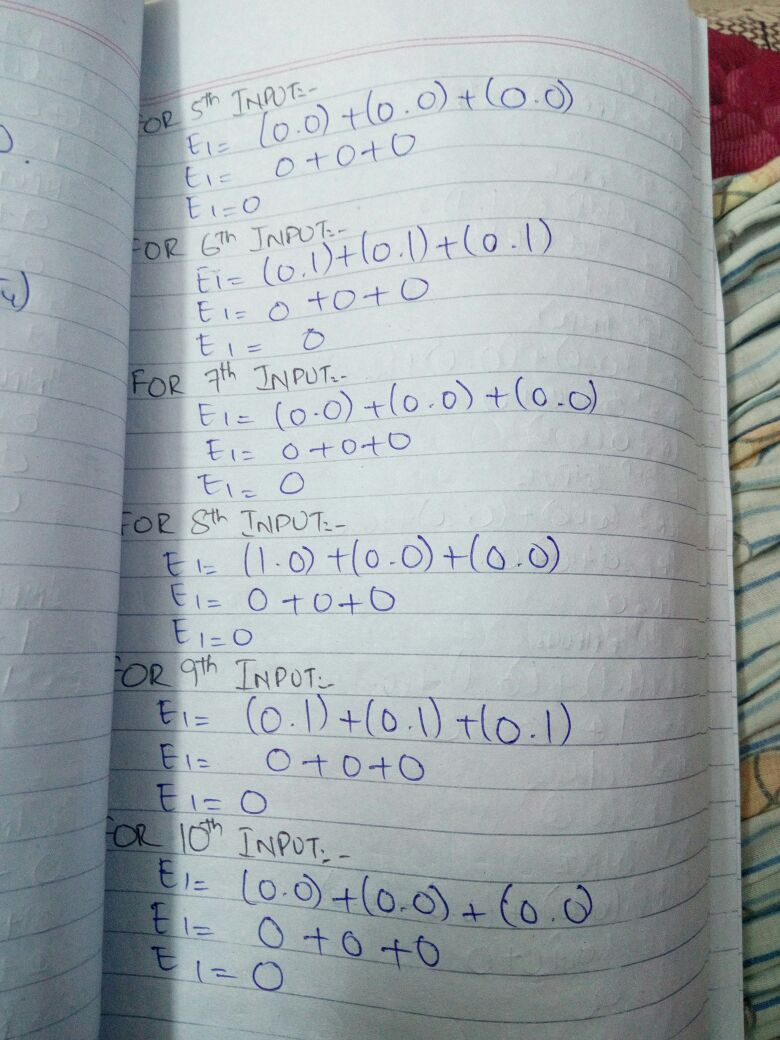 FOR 5th INPUT:-
E1= (0.0)+(0.0)+(0.0)
E1= 0+0+0
E1=0
FOR 6th INPUT:-
E1= (0.1)+(0.1)+(0.1)
E1= 0+0+0
E1= 0
FOR 7th INPUT:-
E1= (0.0)+(0.0)+(0.0)
E1= 0+0+0
E1= 0
FOR 8th INPUT:-
E1= (1.0)+(0.0)+(0.0)
E1= 0+0+0
E1=0
FOR 9th INPUT:-
E1= (0.1)+(0.1)+(0.1)
E1= 0+0+0
E1=0
FOR 10th INPUT:-
E1= (0.0)+(0.0)+(0.0)
E1= 0+0+0
E1=0